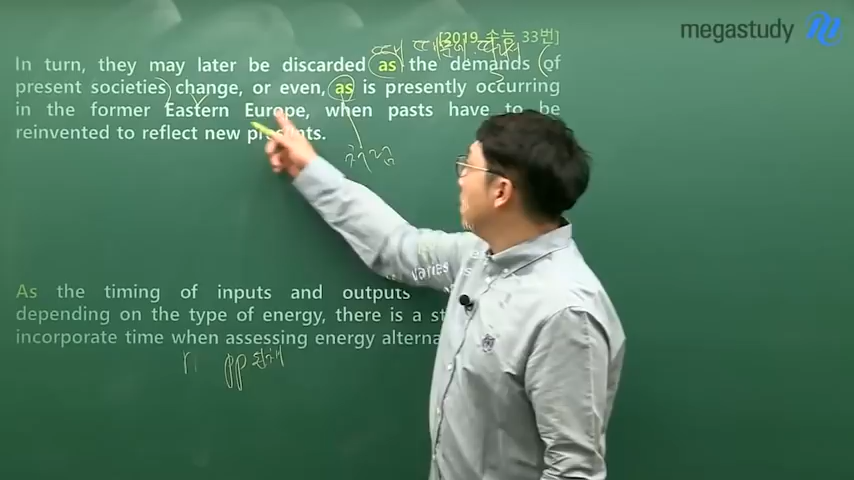 megastudy
[2019 수능 33번]
In turn, they may later be discarded as the demands of
present societies change, or even, as is presently occurring
in the former Eastern Europe, when pasts have to be
reinvented to reflect new presents.
As the timing of inputs and outputs varies
depending on the type of energy, there is a
incorporate time when assessing energy
pp